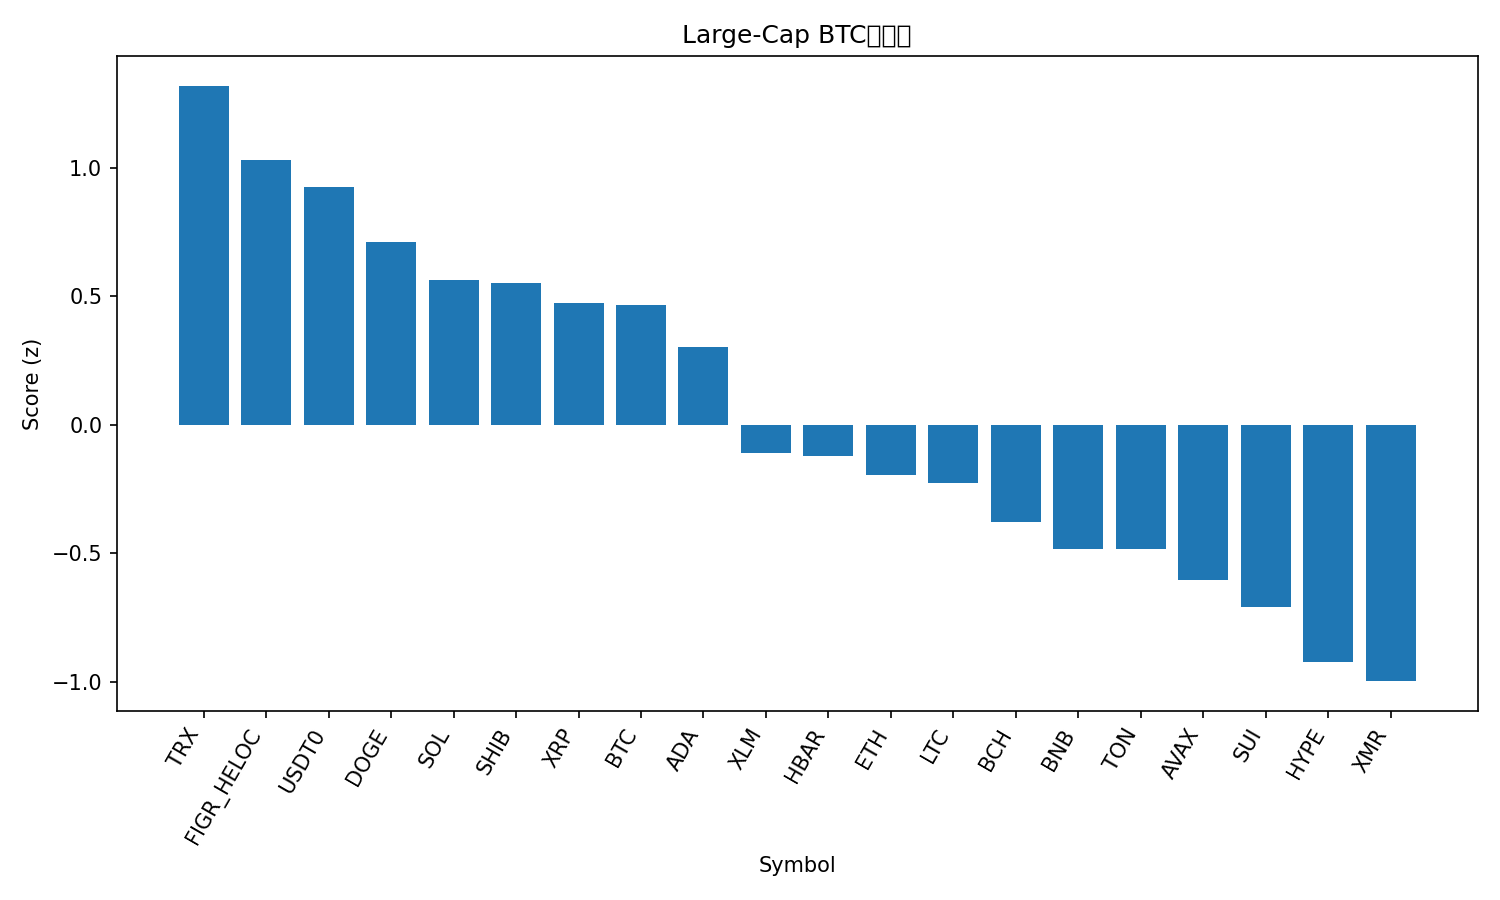 Large-Cap BTC
Score (z)
1.0
0.5
0.0
−0.5
−1.0
TRX
FIGR_HELOC
USDT0
DOGE
SOL
SHIB
XRP
BTC
ADA
XLM
HBAR
ETH
LTC
BCH
BNB
TON
AVAX
SUI
HYPE
XMR
Symbol